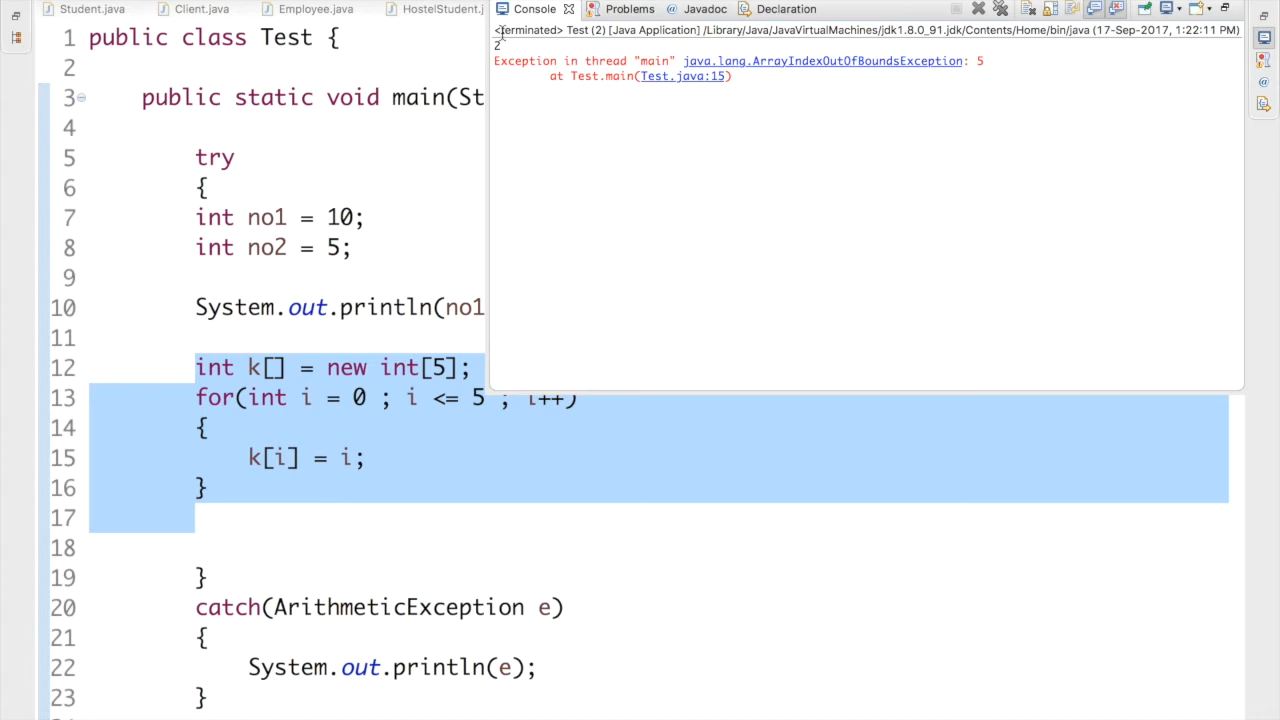 Student.java Client.java Employee.java HostelStudent.j
Console Problems @ Javadoc Declaration
<terminated> Test (2) [Java Application] /Library/Java/JavaVirtualMachines/jdk1.8.0_91.jdk/Contents/Home/bin/java (17-Sep-2017, 1:22:11 PM)
2
Exception in thread "main" java.lang.ArrayIndexOutOfBoundsException: 5
at Test.main(Test.java:15)
1 public class Test {
2
3 public static void main(St
4
5 try
6 {
7 int no1 = 10;
8 int no2 = 5;
9
10 System.out.println(no1
11
12 int k[] = new int[5];
13 for(int i = 0 ; i <= 5 ; i++)
14 {
15 k[i] = i;
16 }
17
18
19 }
20 catch(ArithmeticException e)
21 {
22 System.out.println(e);
23 }